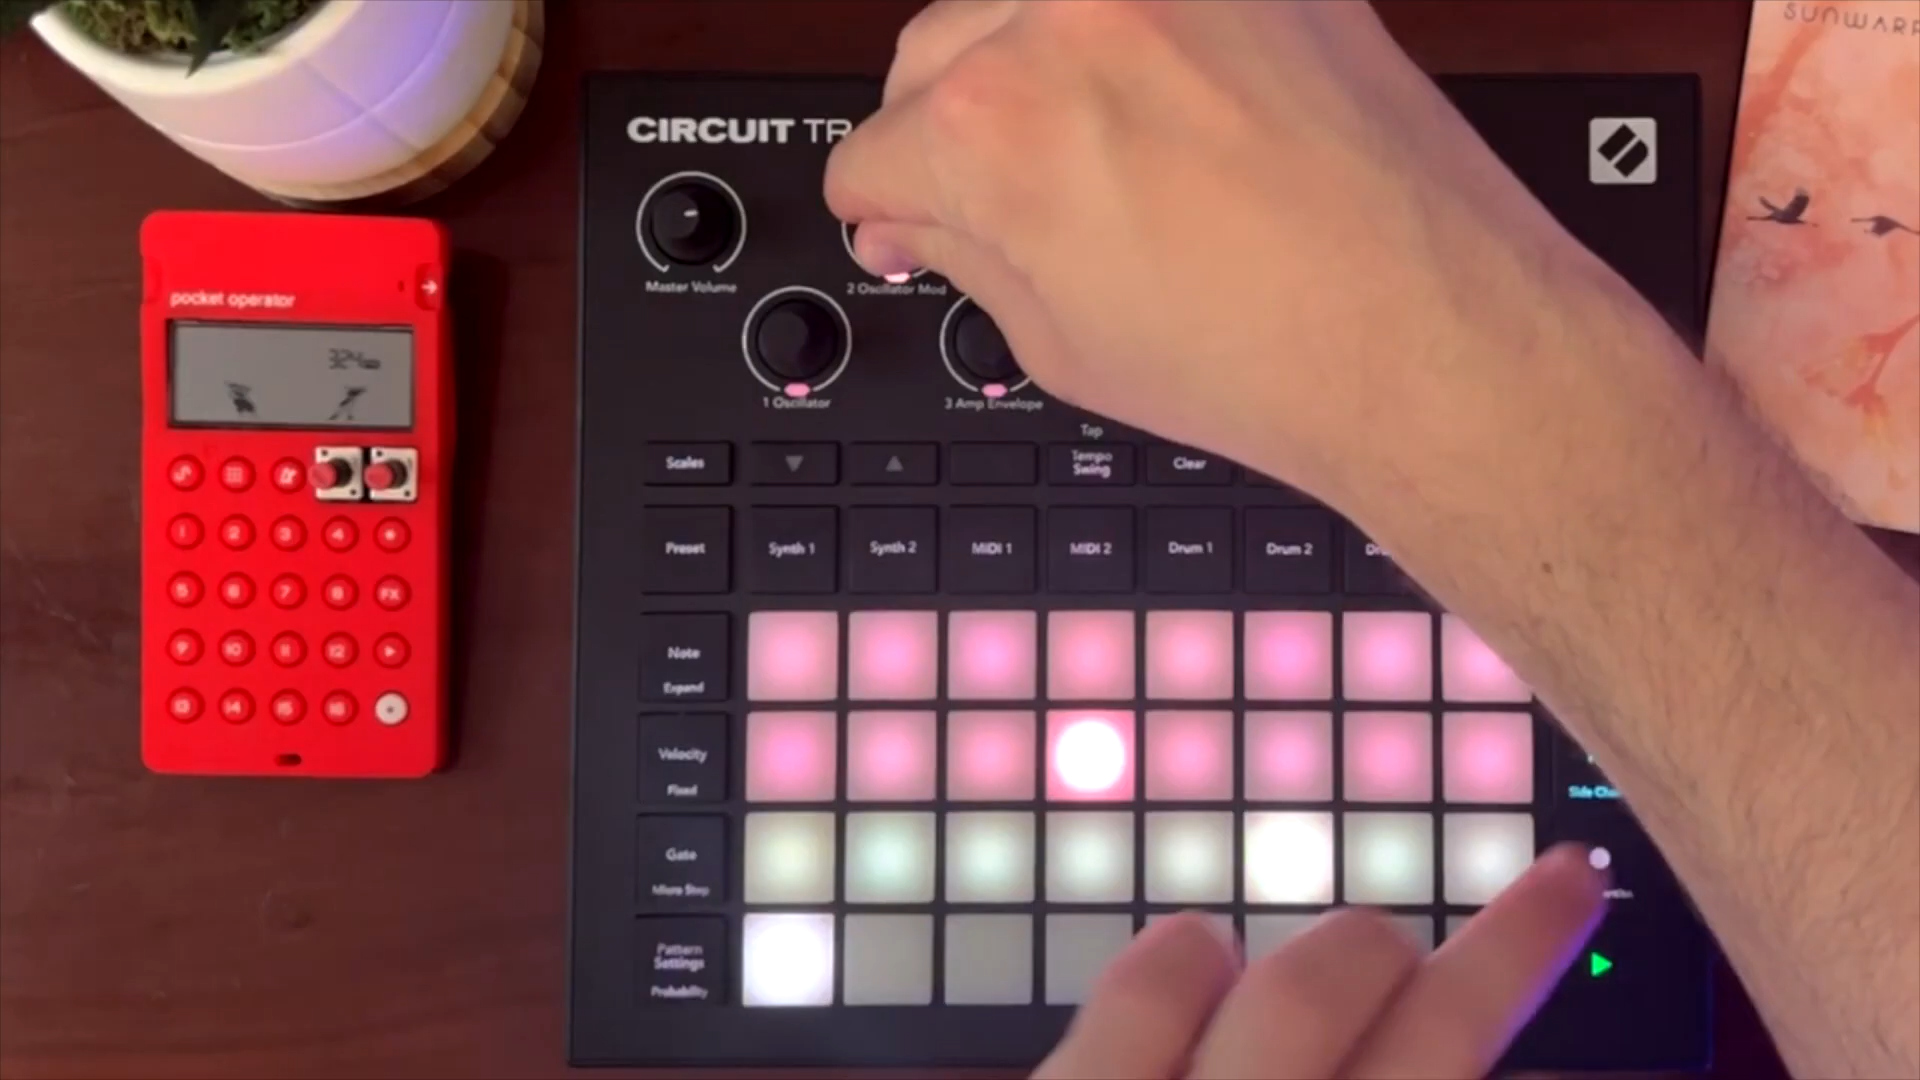 SUNWARP
CIRCUIT TR
Master Volume
2 Oscillator Mod
1 Oscillator
3 Amp Envelope
pocket operator
324
1
2
3
4
5
6
7
8
FX
9
10
11
12
13
14
15
16
Tap
Scales
Tempo
Swing
Clear
Preset
Synth 1
Synth 2
MIDI 1
MIDI 2
Drum 1
Drum 2
Note
Expand
Velocity
Fixed
Side
Gate
Micro Step
Pattern
Settings
Probability